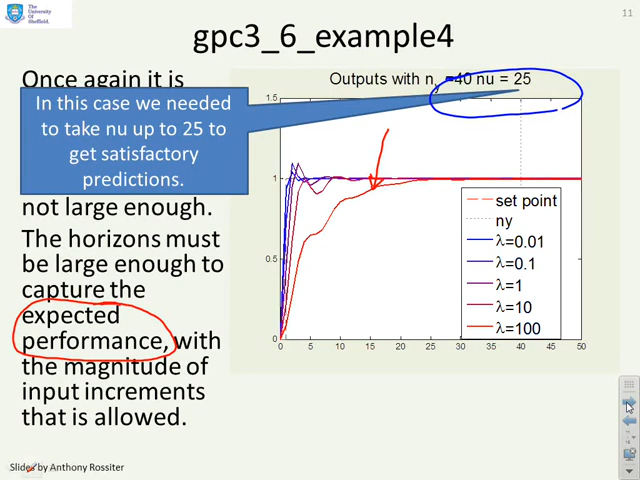 The
University
Of
Sheffield.
11
gpc3_6_example4
Once again it is
In this case we needed
to take nu up to 25 to
get satisfactory
predictions.
not large enough.
The horizons must
be large enough to
capture the
expected
performance, with
the magnitude of
input increments
that is allowed.
Outputs with n_y =40 nu = 25
1.5
1
0.5
0
0 5 10 15 20 25 30 35 40 45 50
set point
ny
λ=0.01
λ=0.1
λ=1
λ=10
λ=100
Slides by Anthony Rossiter